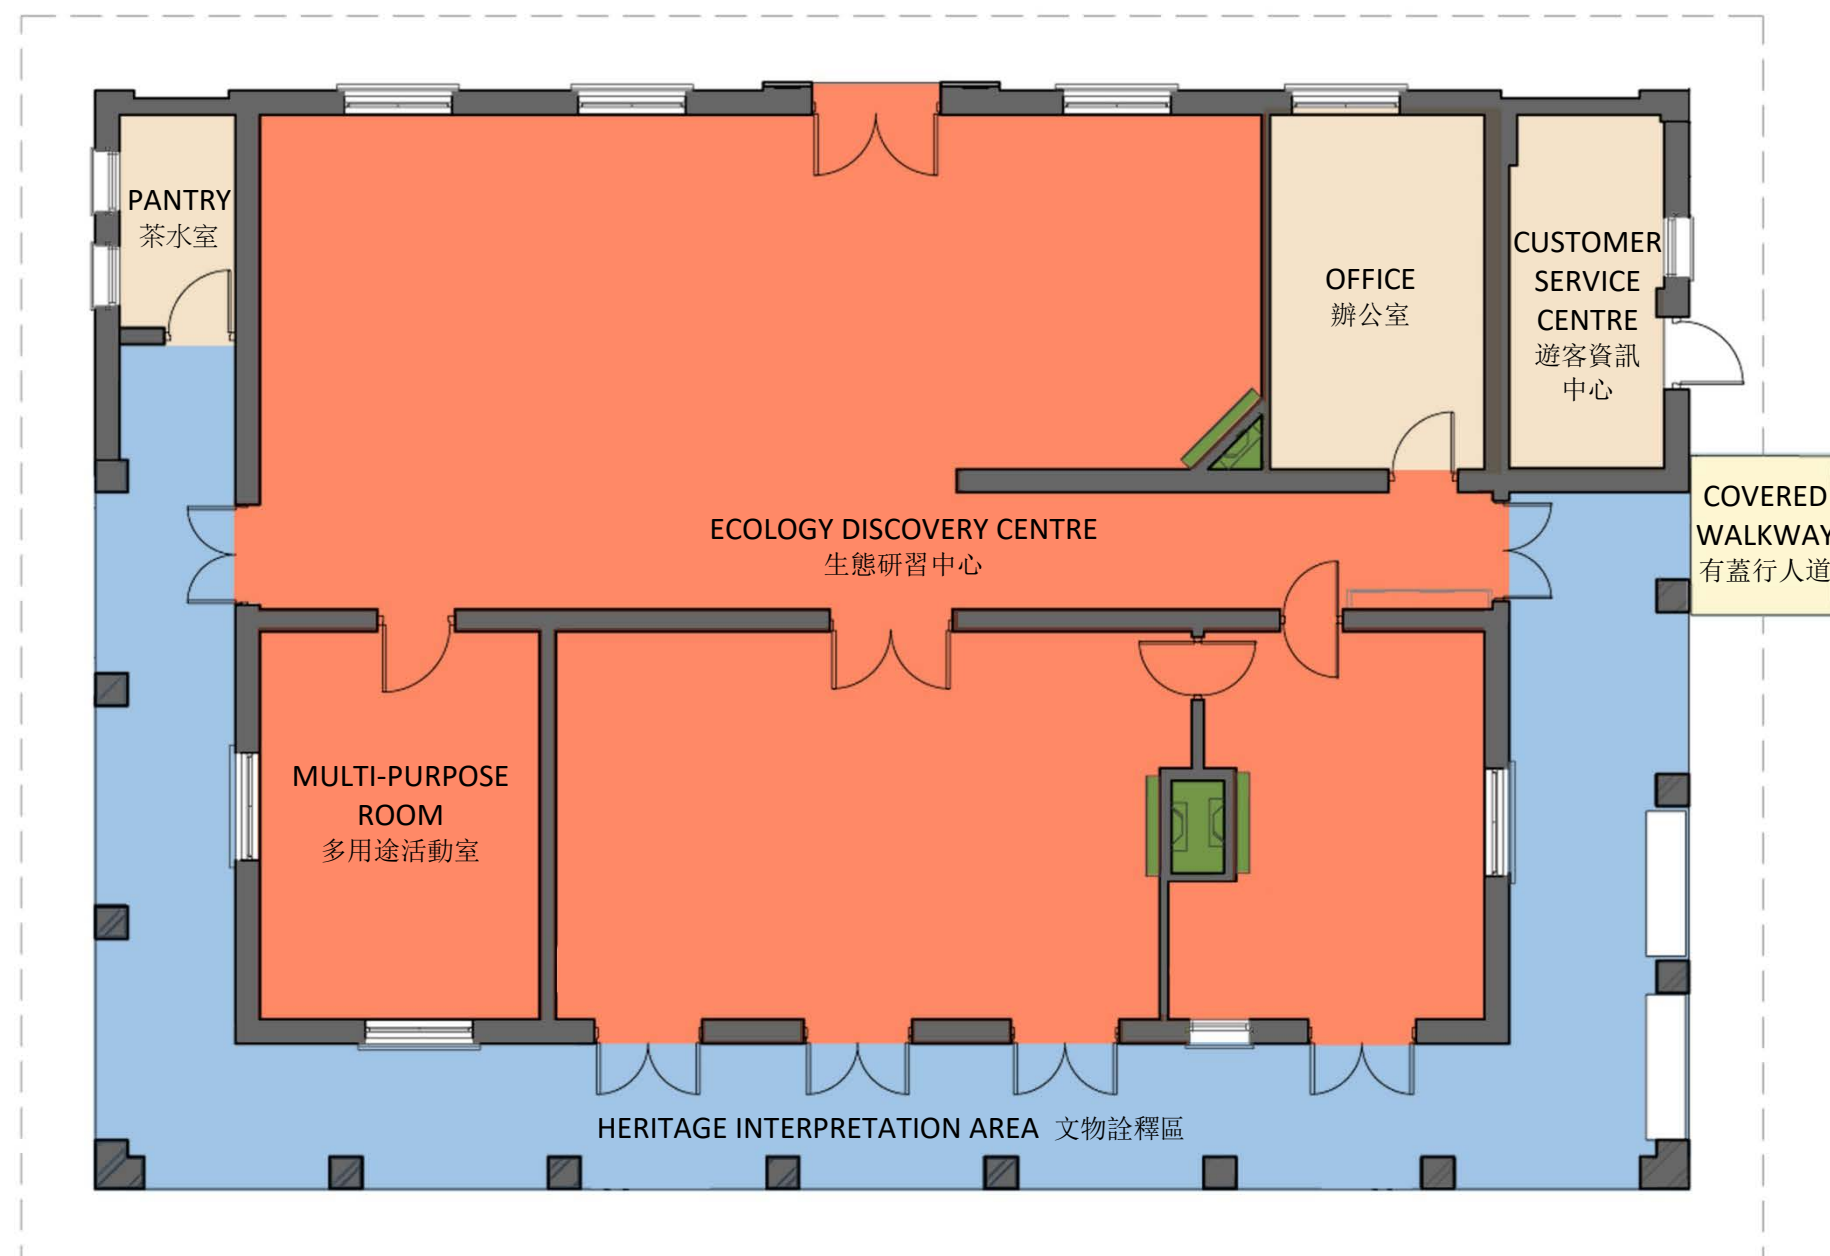 PANTRY
茶水室
OFFICE
辦公室
CUSTOMER
SERVICE
CENTRE
遊客資訊
中心
COVERED
WALKWAY
有蓋行人道
ECOLOGY DISCOVERY CENTRE
生態研習中心
MULTI-PURPOSE
ROOM
多用途活動室
HERITAGE INTERPRETATION AREA 文物詮釋區